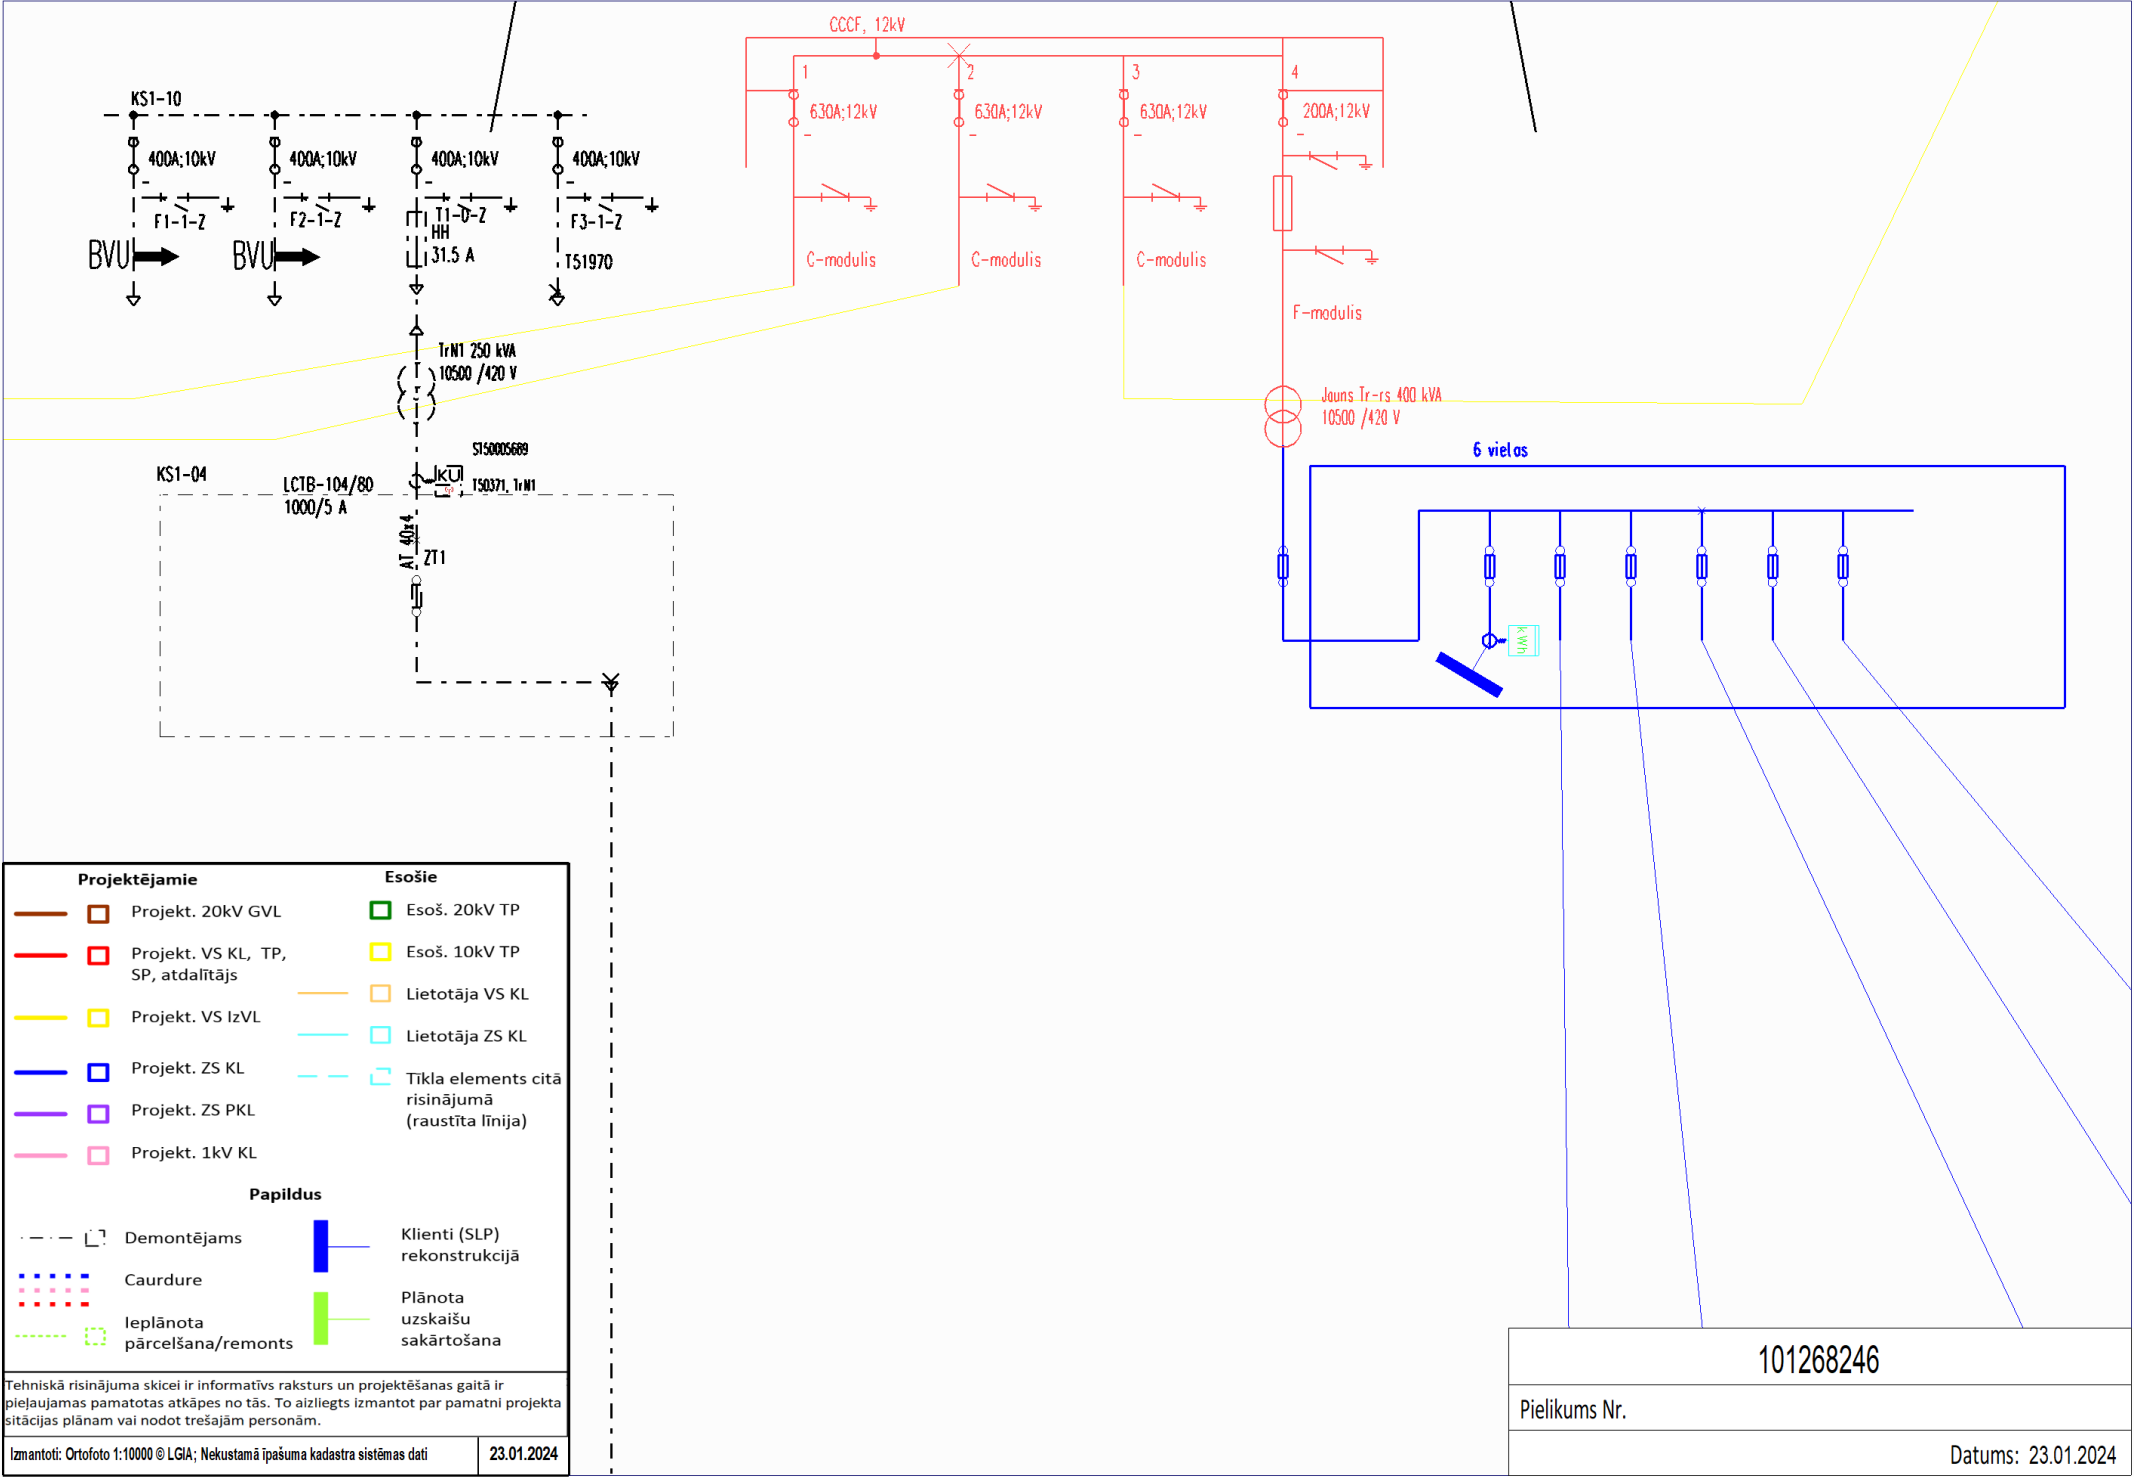 CCCF, 12kV
1
2
3
4
630A;12kV
630A;12kV
630A;12kV
200A;12kV
C-modulis
C-modulis
C-modulis
F-modulis
Jauns Tr-rs 400 kVA
10500 /420 V
KS1-10
400A;10kV
400A;10kV
400A;10kV
400A;10kV
F1-1-Z
F2-1-Z
T1-0-Z
F3-1-Z
HH
31.5 A
BVU
BVU
T51970
TrN1 250 kVA
10500 /420 V
ST50005689
KU
T50371, TrN1
KS1-04
LCTB-104/80
1000/5 A
AT 40x4
ZT1
6 vietas
kWh
Projektējamie
Projekt. 20kV GVL
Projekt. VS KL, TP,
SP, atdalītājs
Projekt. VS IzVL
Projekt. ZS KL
Projekt. ZS PKL
Projekt. 1kV KL
Esošie
Esoš. 20kV TP
Esoš. 10kV TP
Lietotāja VS KL
Lietotāja ZS KL
Tīkla elements citā
risinājumā
(raustīta līnija)
Papildus
Demontējams
Caurdure
Ieplānota
pārcelšana/remonts
Klienti (SLP)
rekonstrukcijā
Plānota
uzskaišu
sakārtošana
Tehniskā risinājuma skicei ir informatīvs raksturs un projektēšanas gaitā ir
pieļaujamas pamatotas atkāpes no tās. To aizliegts izmantot par pamatni projekta
sitācijas plānam vai nodot trešajām personām.
Izmantoti: Ortofoto 1:10000 © LGIA; Nekustamā īpašuma kadastra sistēmas dati
23.01.2024
101268246
Pielikums Nr.
Datums: 23.01.2024